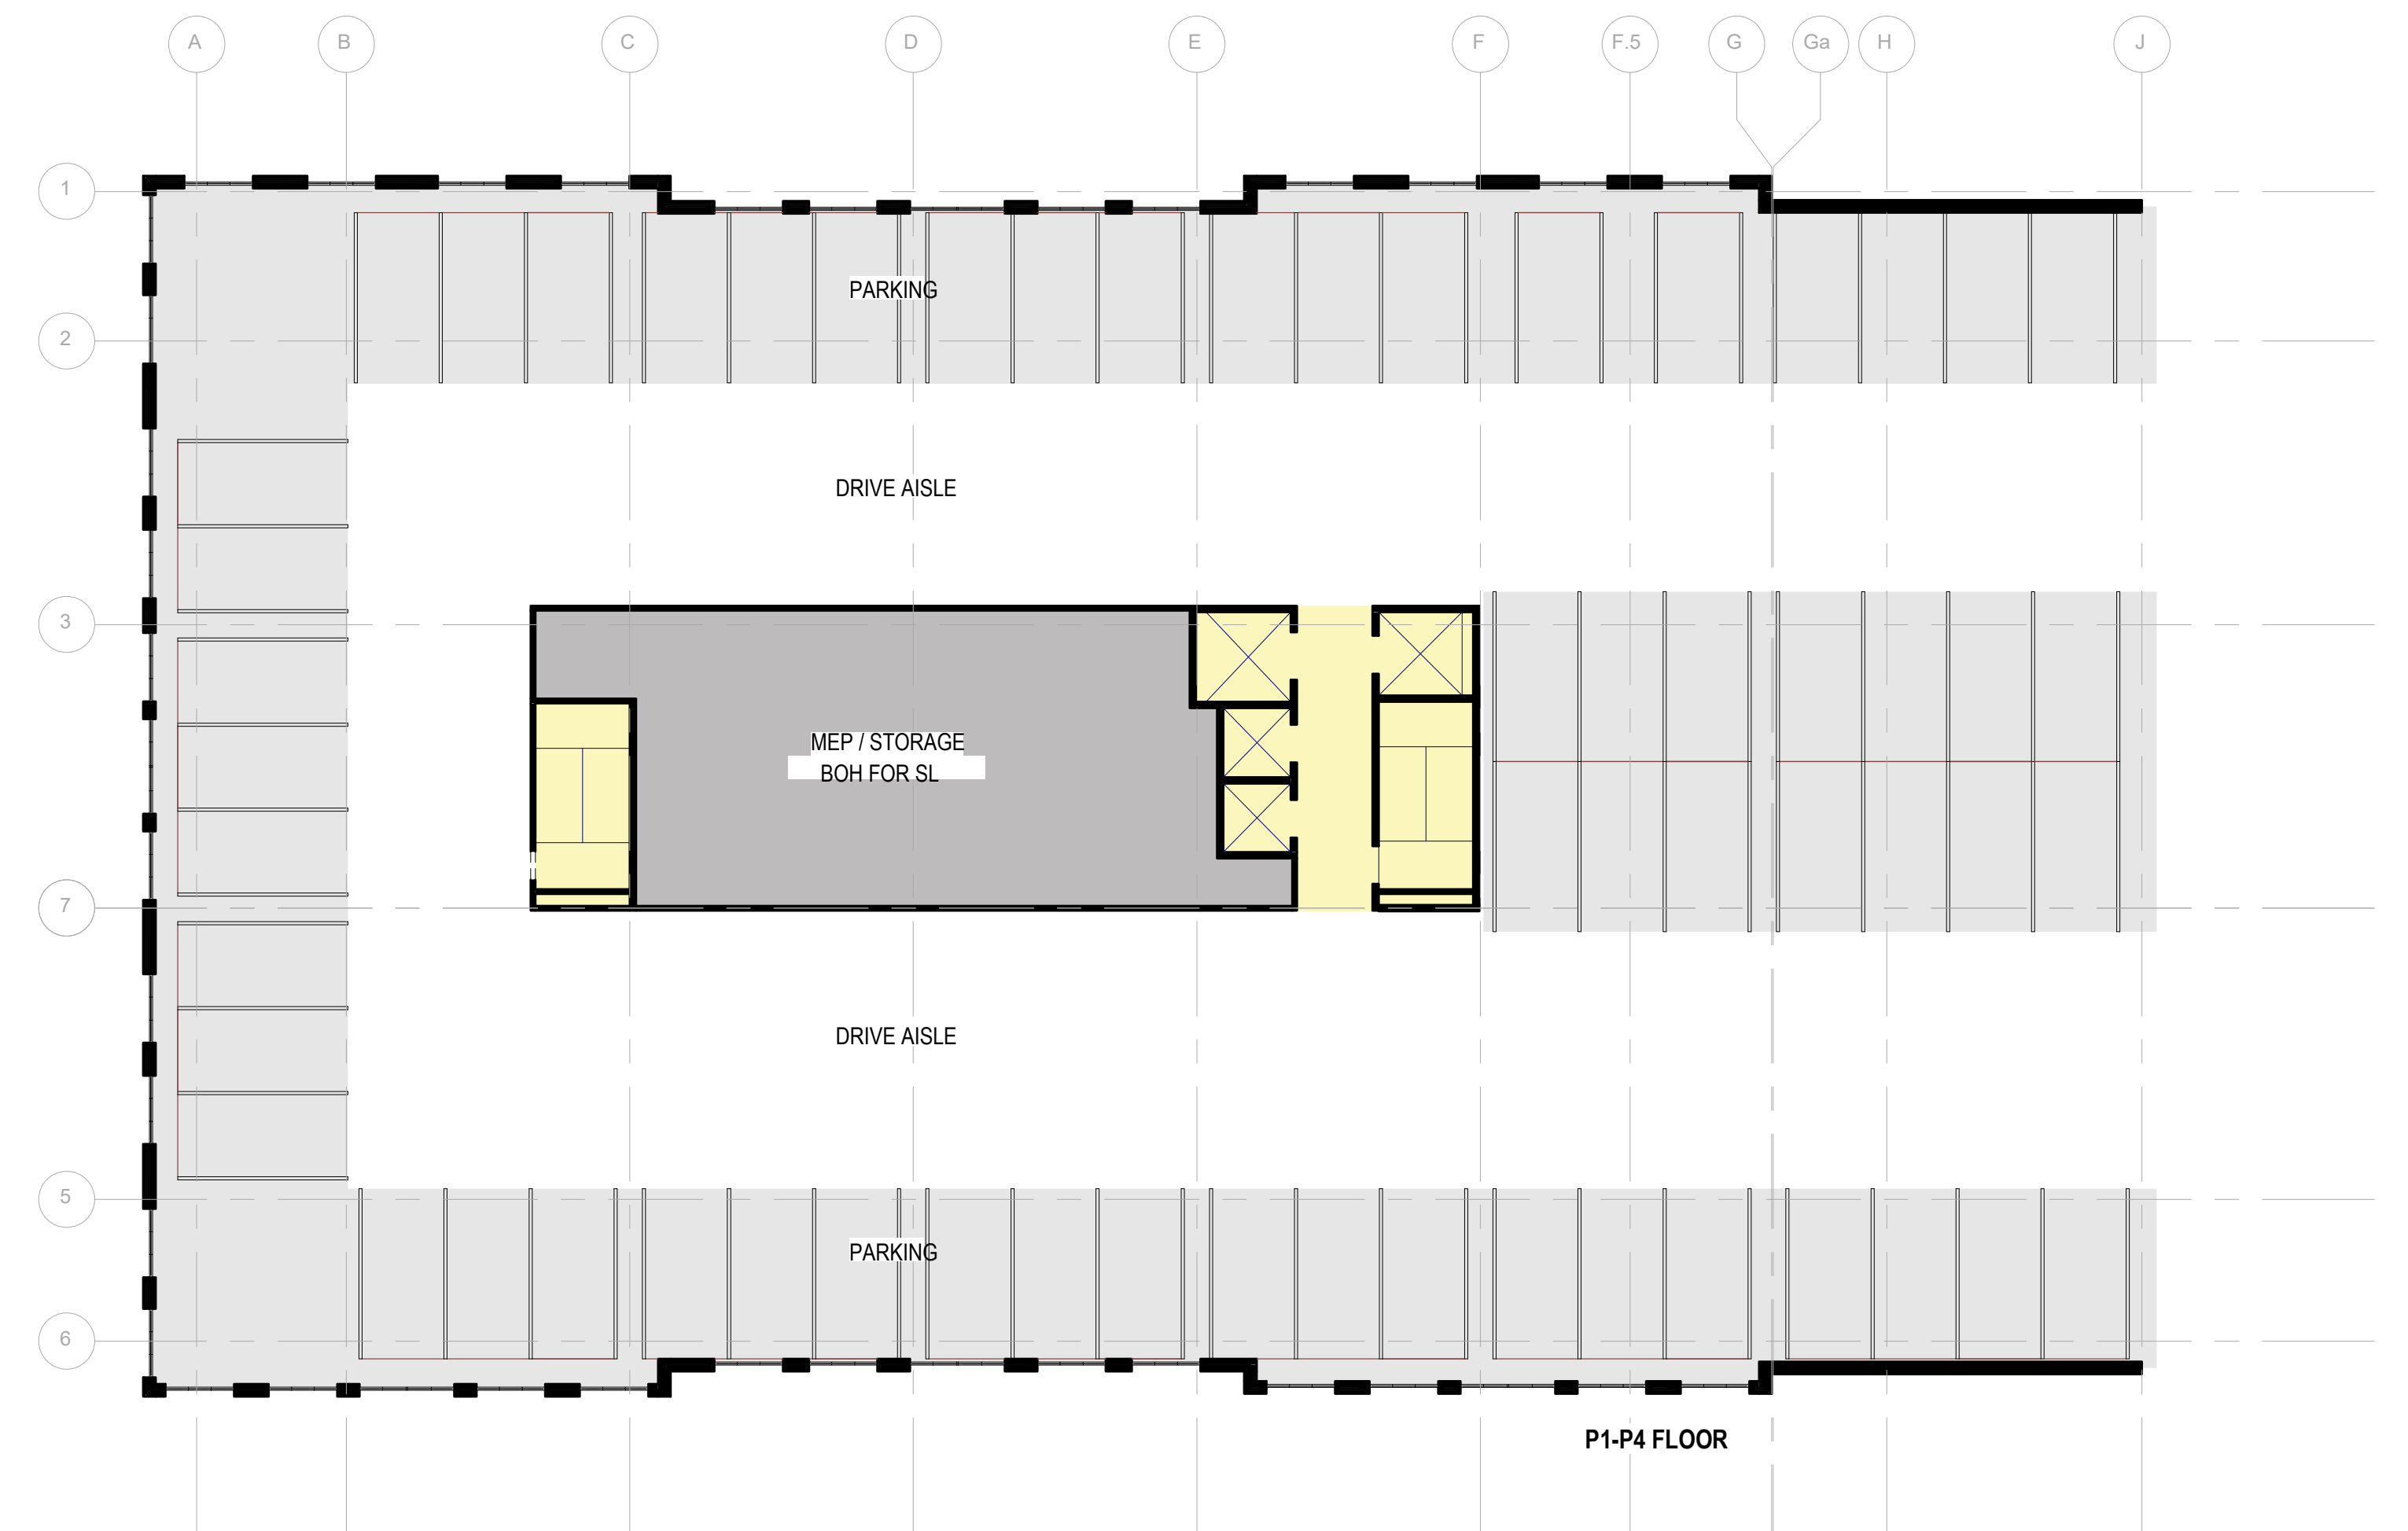 A B C D E F F.5 G Ga H J
1
PARKING
2
DRIVE AISLE
3
MEP / STORAGE
BOH FOR SL
7
DRIVE AISLE
5
PARKING
6
P1-P4 FLOOR